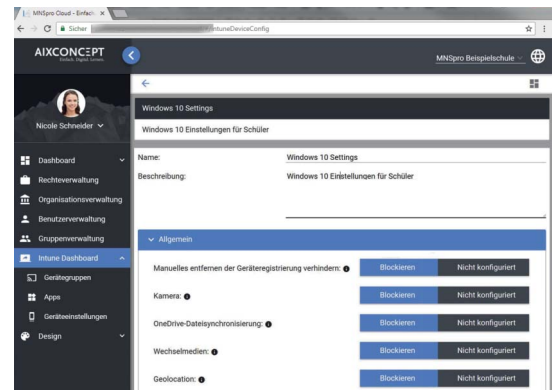 MNSpro Cloud - Einfach
Sicher
intuneDeviceConfig
AIXCONCEPT
Einfach. Digital. Lernen.
MNSpro Beispielschule
Nicole Schneider
Dashboard
Rechteverwaltung
Organisationsverwaltung
Benutzerverwaltung
Gruppenverwaltung
Intune Dashboard
Gerätegruppen
Apps
Geräteeinstellungen
Design
Windows 10 Settings
Windows 10 Einstellungen für Schüler
Name: Windows 10 Settings
Beschreibung: Windows 10 Einstellungen für Schüler
Allgemein
Manuelles entfernen der Geräteregistrierung verhindern: Blockieren Nicht konfiguriert
Kamera: Blockieren Nicht konfiguriert
OneDrive-Dateisynchronisierung: Blockieren Nicht konfiguriert
Wechselmedien: Blockieren Nicht konfiguriert
Geolocation: Blockieren Nicht konfiguriert